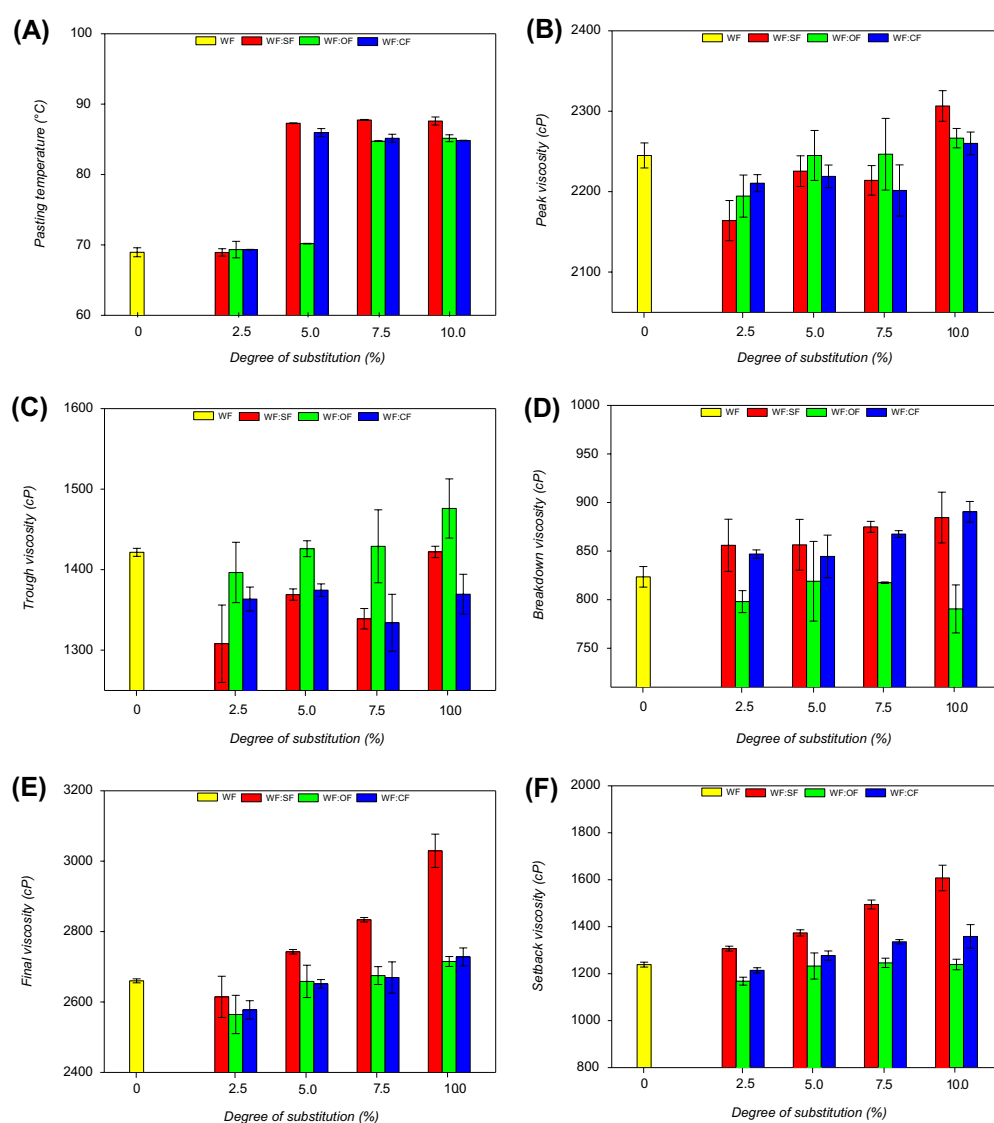 (A)
100
90
80
70
60
Pasting temperature (°C)
WF WF:SF WF:OF WF:CF
0 2.5 5.0 7.5 10.0
Degree of substitution (%)
(B)
2400
2300
2200
2100
Peak viscosity (cP)
WF WF:SF WF:OF WF:CF
0 2.5 5.0 7.5 10.0
Degree of substitution (%)
(C)
1600
1500
1400
1300
Trough viscosity (cP)
WF WF:SF WF:OF WF:CF
0 2.5 5.0 7.5 10.0
Degree of substitution (%)
(D)
1000
950
900
850
800
750
Breakdown viscosity (cP)
WF WF:SF WF:OF WF:CF
0 2.5 5.0 7.5 10.0
Degree of substitution (%)
(E)
3200
3000
2800
2600
2400
Final viscosity (cP)
WF WF:SF WF:OF WF:CF
0 2.5 5.0 7.5 10.0
Degree of substitution (%)
(F)
2000
1800
1600
1400
1200
1000
800
Setback viscosity (cP)
WF WF:SF WF:OF WF:CF
0 2.5 5.0 7.5 10.0
Degree of substitution (%)